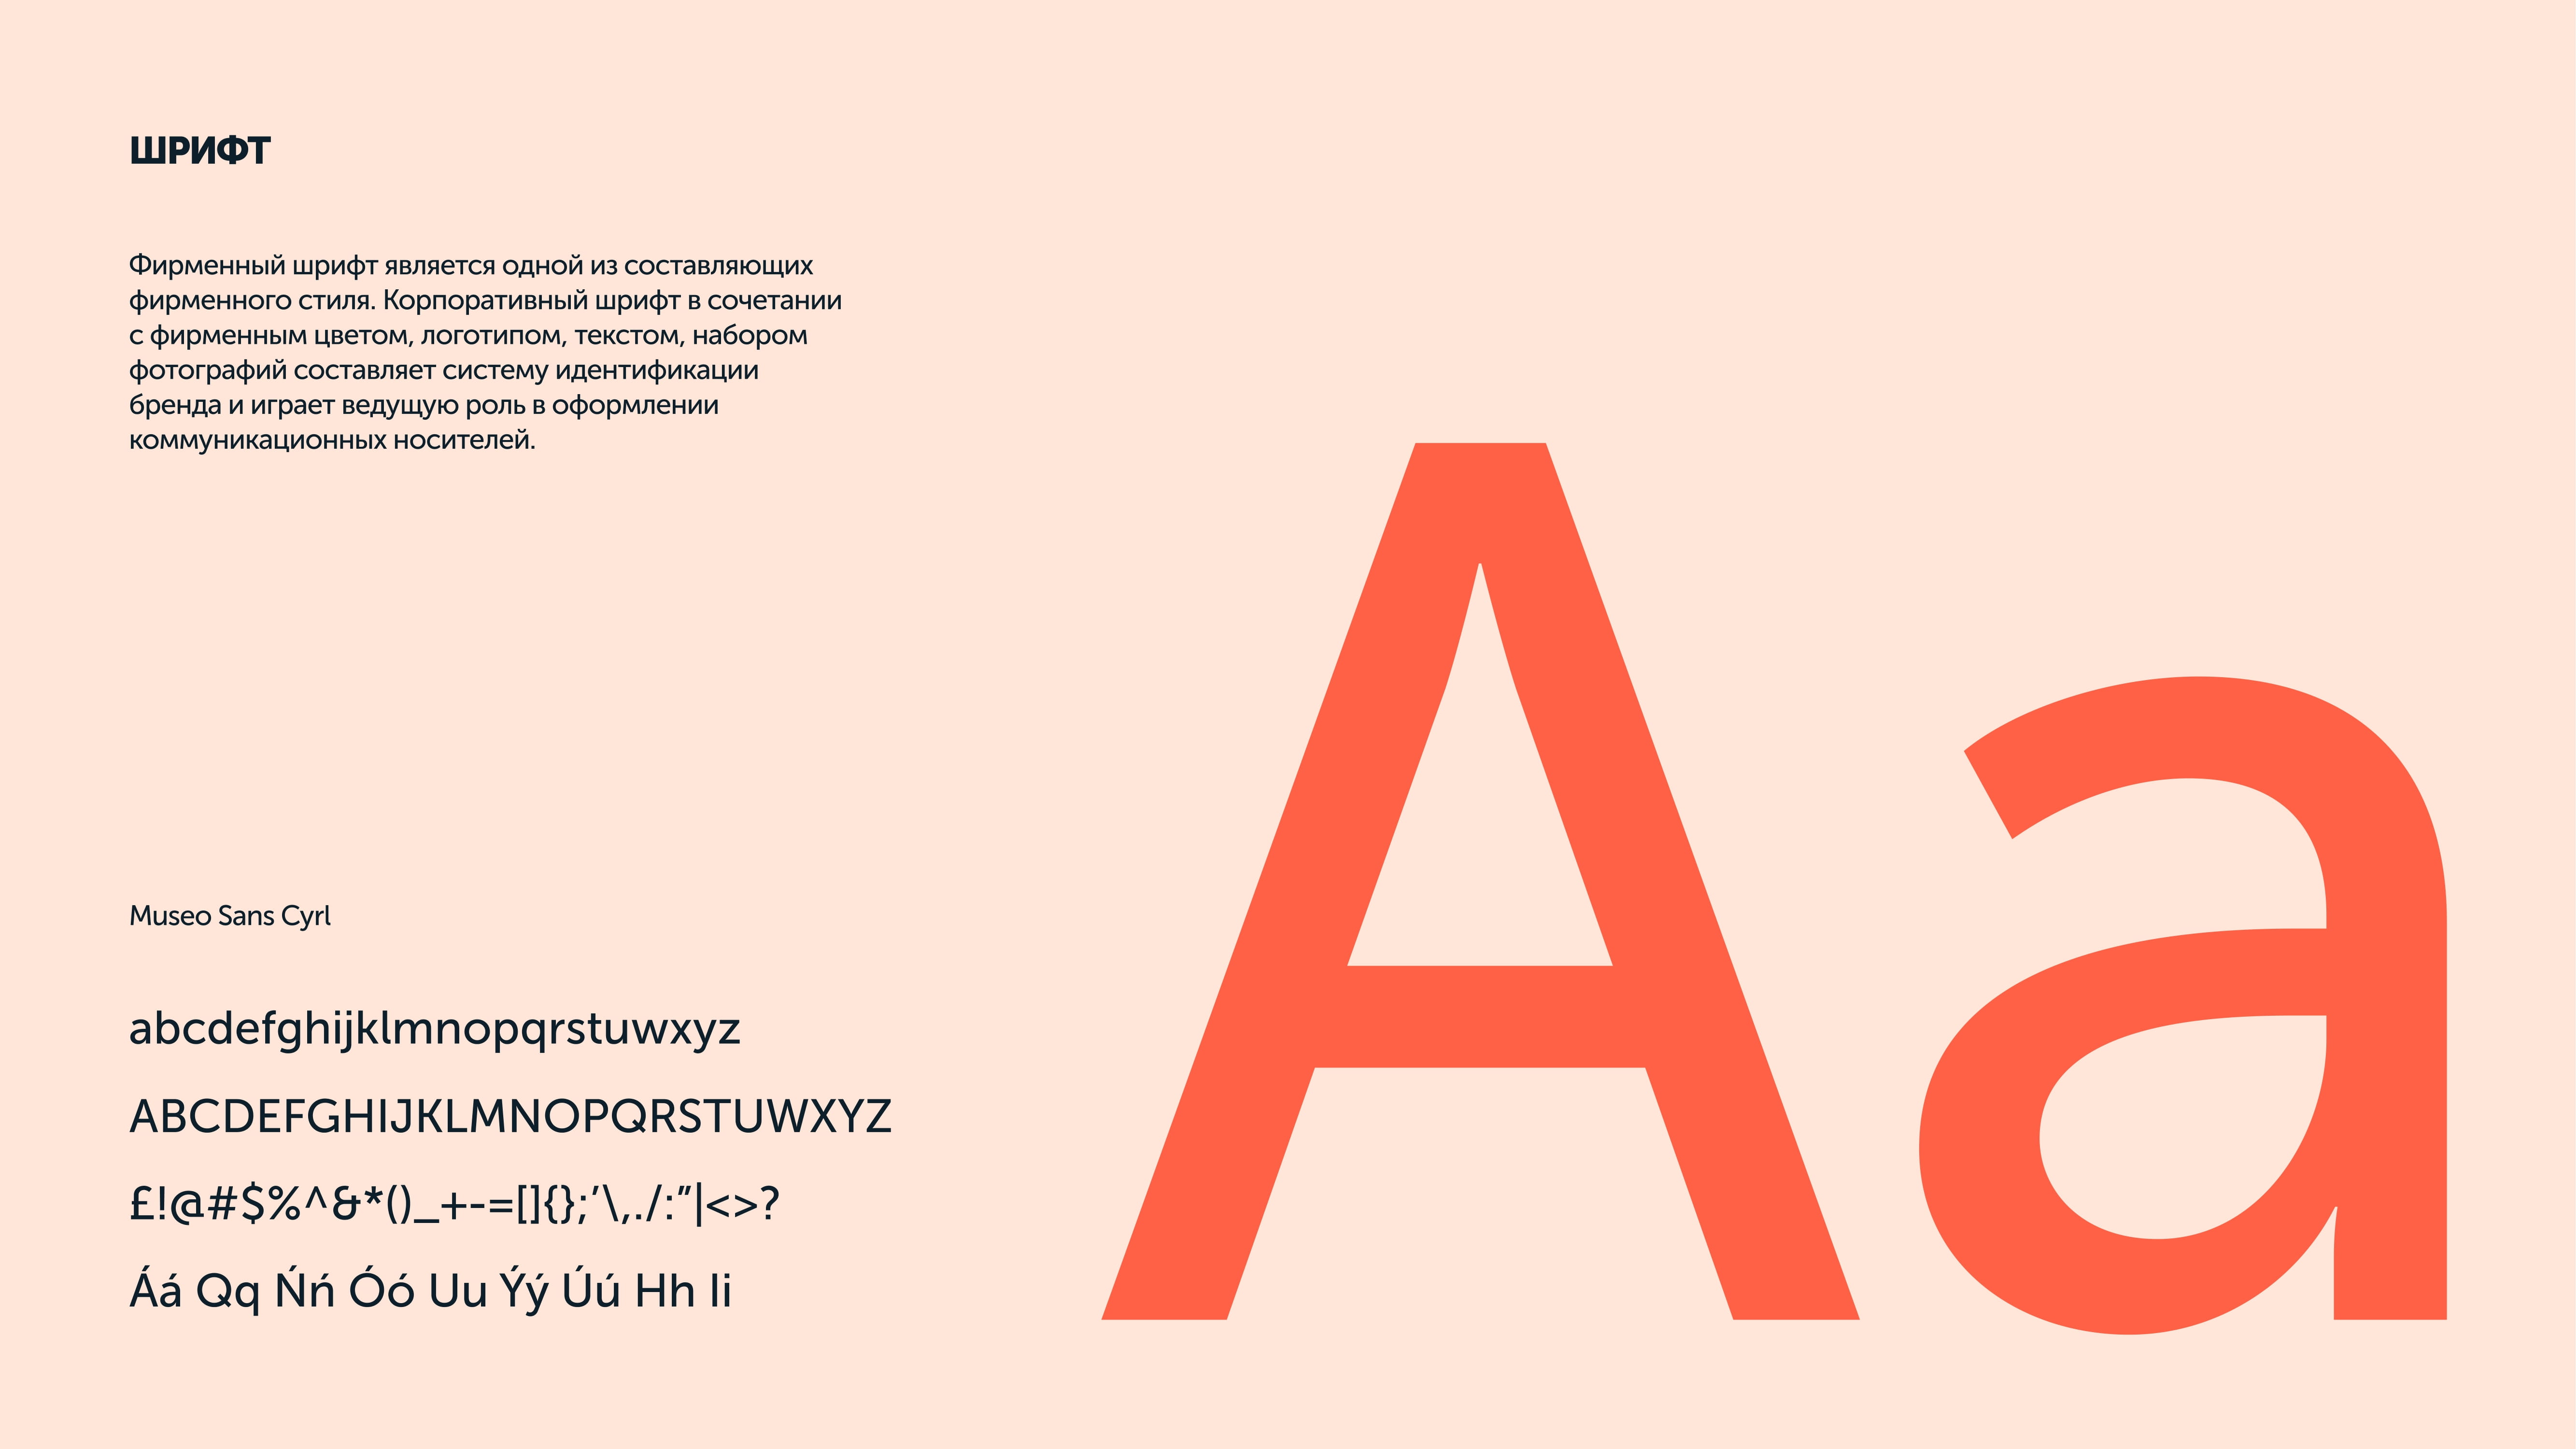 ШРИФТ
Фирменный шрифт является одной из составляющих
фирменного стиля. Корпоративный шрифт в сочетании
с фирменным цветом, логотипом, текстом, набором
фотографий составляет систему идентификации
бренда и играет ведущую роль в оформлении
коммуникационных носителей.
Aa
Museo Sans Cyrl
abcdefghijklmnopqrstuwxyz
ABCDEFGHIJKLMNOPQRSTUWXYZ
£!@#$%^&*()_+-=[]{};’\,./:”|<>?
Áá Qq Ńń Óó Uu Ýý Úú Hh Ii